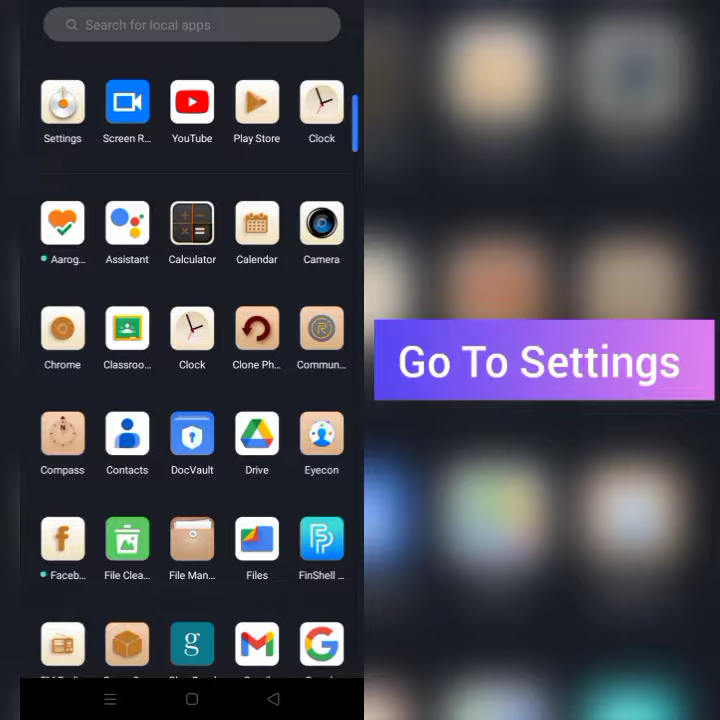 Search for local apps
Settings
Screen R...
YouTube
Play Store
Clock
Aarog...
Assistant
Calculator
Calendar
Camera
Chrome
Classroo...
Clock
Clone Ph...
Commun...
Compass
Contacts
DocVault
Drive
Eyecon
Faceb...
File Clea...
File Man...
Files
FinShell ...
Go To Settings